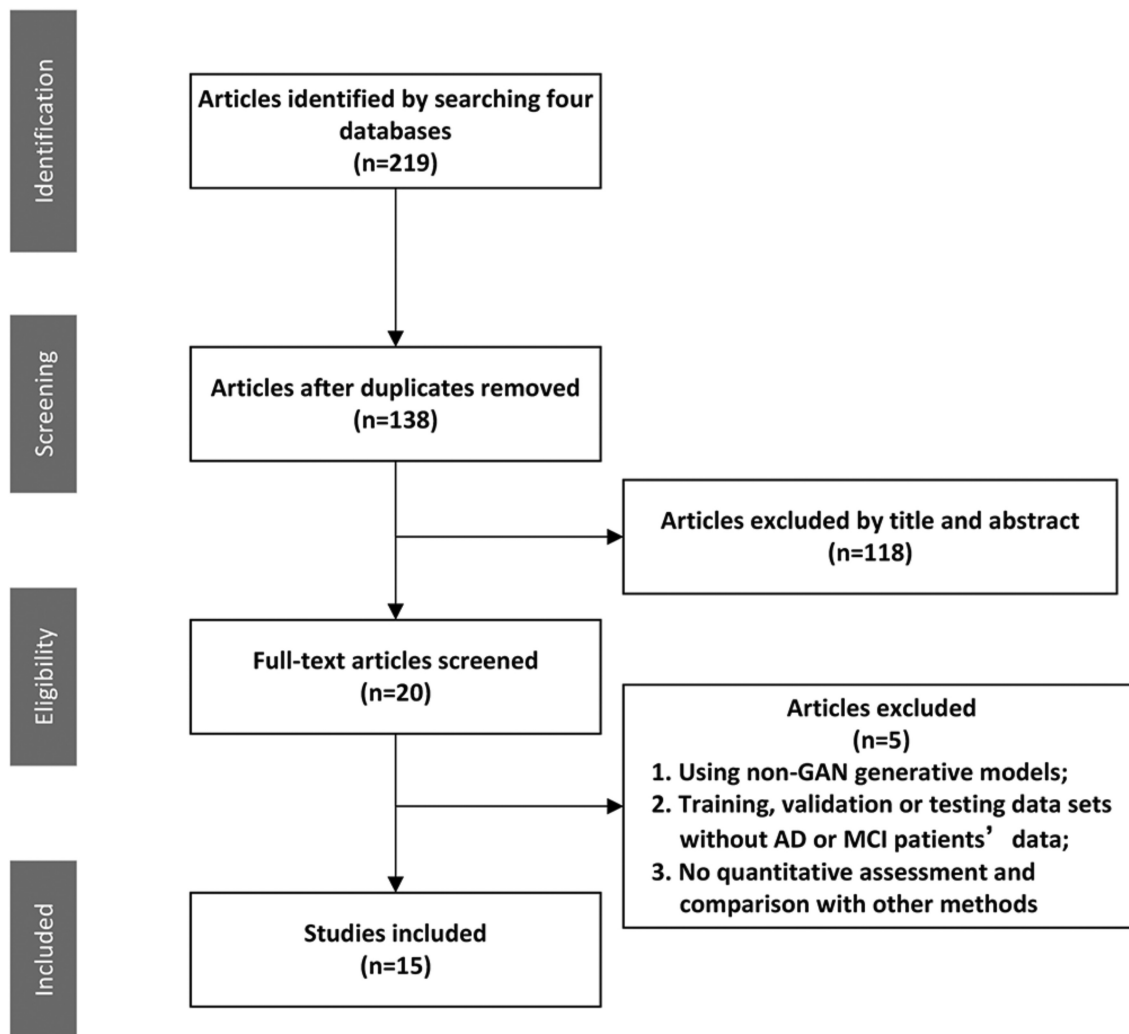 Identification
Articles identified by searching four
databases
(n=219)
Screening
Articles after duplicates removed
(n=138)
Articles excluded by title and abstract
(n=118)
Eligibility
Full-text articles screened
(n=20)
Articles excluded
(n=5)
1. Using non-GAN generative models;
2. Training, validation or testing data sets
without AD or MCI patients’ data;
3. No quantitative assessment and
comparison with other methods
Included
Studies included
(n=15)